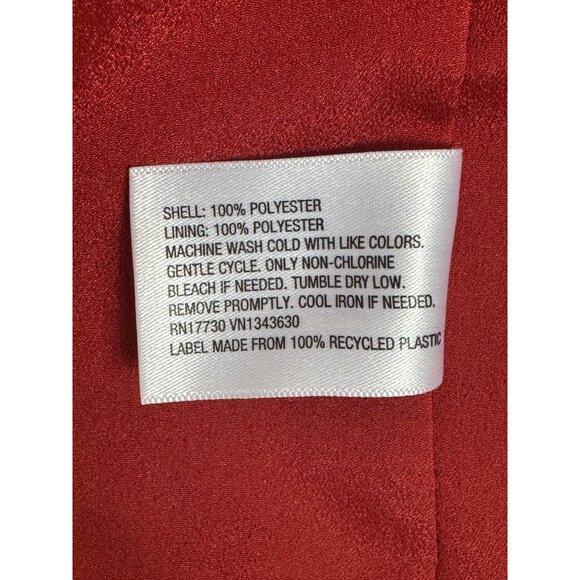 SHELL: 100% POLYESTER
LINING: 100% POLYESTER
MACHINE WASH COLD WITH LIKE COLORS.
GENTLE CYCLE. ONLY NON-CHLORINE
BLEACH IF NEEDED. TUMBLE DRY LOW.
REMOVE PROMPTLY. COOL IRON IF NEEDED.
RN17730 VN1343630
LABEL MADE FROM 100% RECYCLED PLASTIC